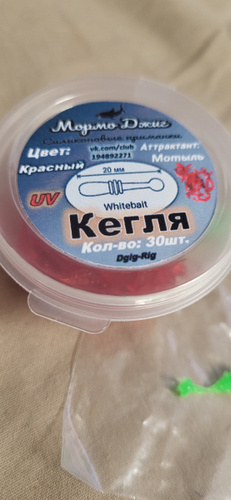 Мормо Джиг
Силиконовые приманки
Цвет:
Красный
vk.com/club
194892271
Аттрактант:
Мотыль
UV
20 мм
Whitebait
Кегля
Кол-во: 30шт.
Dgig-Rig